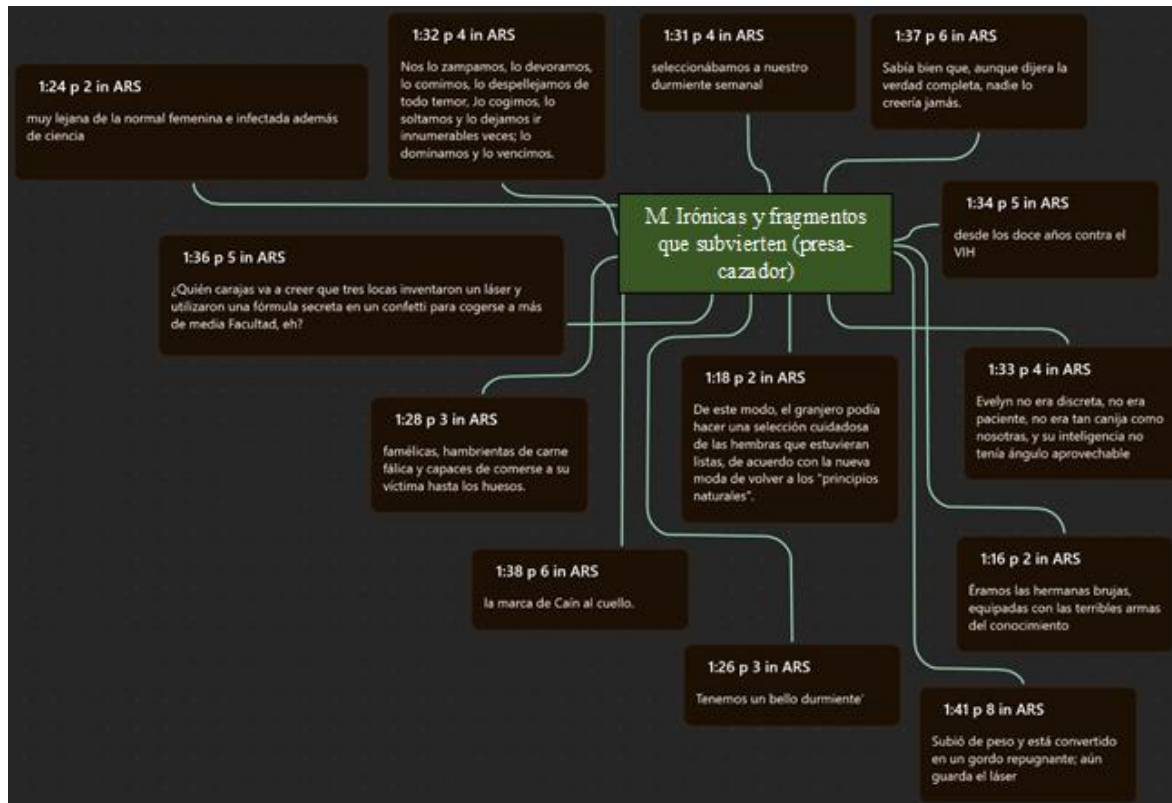 1:32 p 4 in ARS
Nos lo zampamos, lo devoramos,
lo comimos, lo despellejamos de
todo temor, Jo cogimos, lo
soltamos y lo dejamos ir
innumerables veces; lo
dominamos y lo vencimos.
1:31 p 4 in ARS
seleccionábamos a nuestro
durmiente semanal
1:37 p 6 in ARS
Sabía bien que, aunque dijera la
verdad completa, nadie lo
creería jamás.
1:24 p 2 in ARS
muy lejana de la normal femenina e infectada además
de ciencia
M. Irónicas y fragmentos
que subvierten (presa-
cazador)
1:34 p 5 in ARS
desde los doce años contra el
VIH
1:36 p 5 in ARS
¿Quién carajas va a creer que tres locas inventaron un láser y
utilizaron una fórmula secreta en un confetti para cogerse a más
de media Facultad, eh?
1:33 p 4 in ARS
Evelyn no era discreta, no era
paciente, no era tan canija como
nosotras, y su inteligencia no
tenía ángulo aprovechable
1:18 p 2 in ARS
De este modo, el granjero podía
hacer una selección cuidadosa
de las hembras que estuvieran
listas, de acuerdo con la nueva
moda de volver a los "principios
naturales".
1:28 p 3 in ARS
famélicas, hambrientas de carne
fálica y capaces de comerse a su
víctima hasta los huesos.
1:16 p 2 in ARS
Éramos las hermanas brujas,
equipadas con las terribles armas
del conocimiento
1:38 p 6 in ARS
la marca de Caín al cuello.
1:26 p 3 in ARS
Tenemos un bello durmiente'
1:41 p 8 in ARS
Subió de peso y está convertido
en un gordo repugnante; aún
guarda el láser